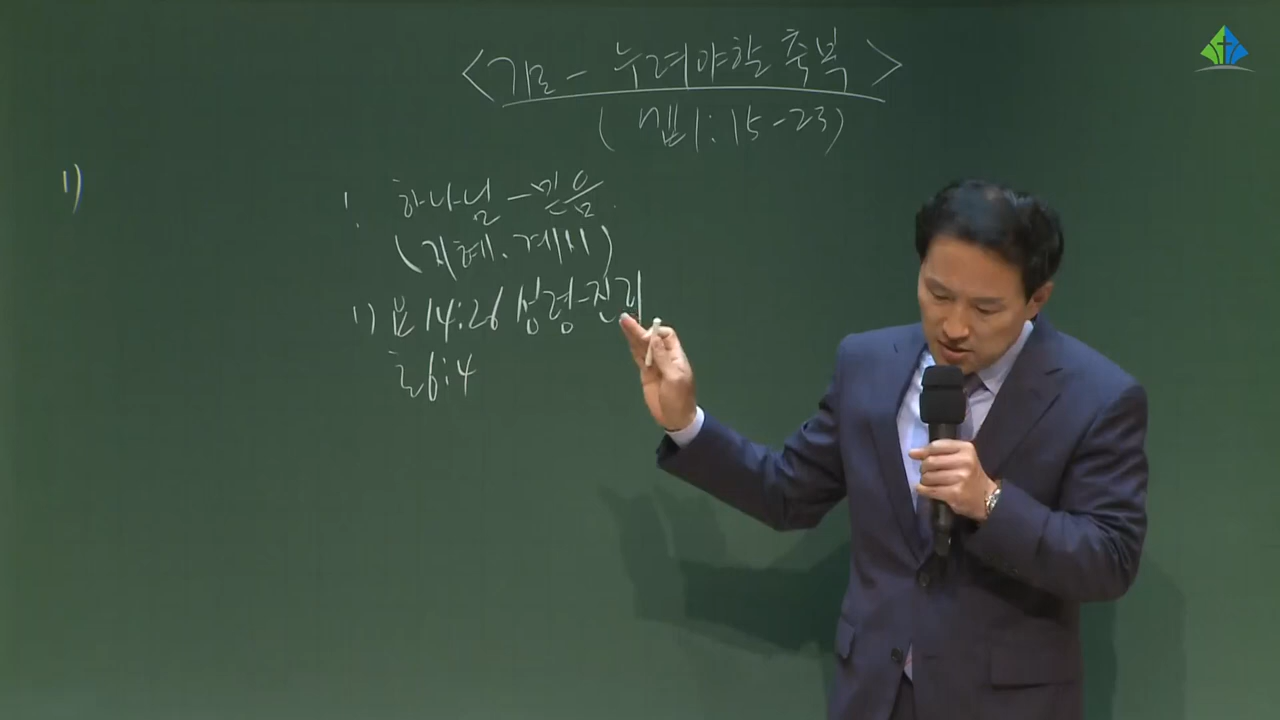 <기도 - 누려야할 축복>
(엡1:15-23)
1)
1. 하나님 - 믿음
(지혜. 계시)
1) 요14:26 성령-진리
롬6:4